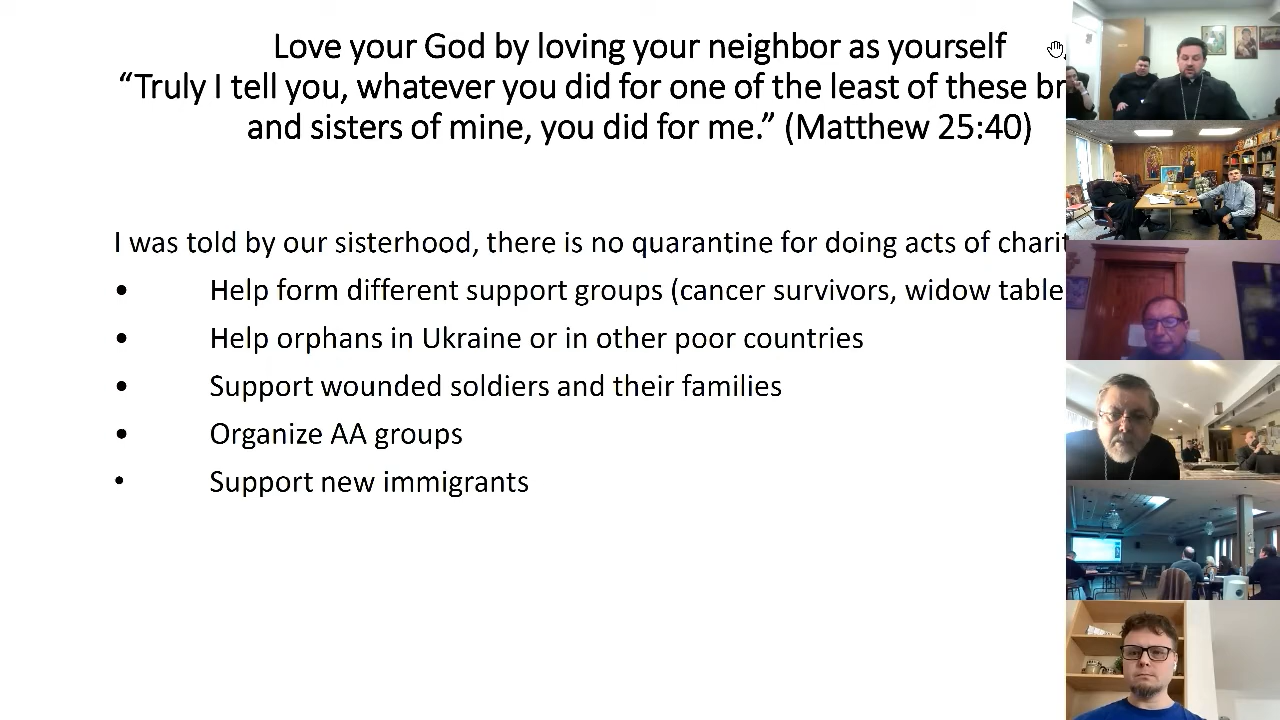 Love your God by loving your neighbor as yourself
“Truly I tell you, whatever you did for one of the least of these
and sisters of mine, you did for me.” (Matthew 25:40)
I was told by our sisterhood, there is no quarantine for doing acts of
• Help form different support groups (cancer survivors, widow table
• Help orphans in Ukraine or in other poor countries
• Support wounded soldiers and their families
• Organize AA groups
• Support new immigrants